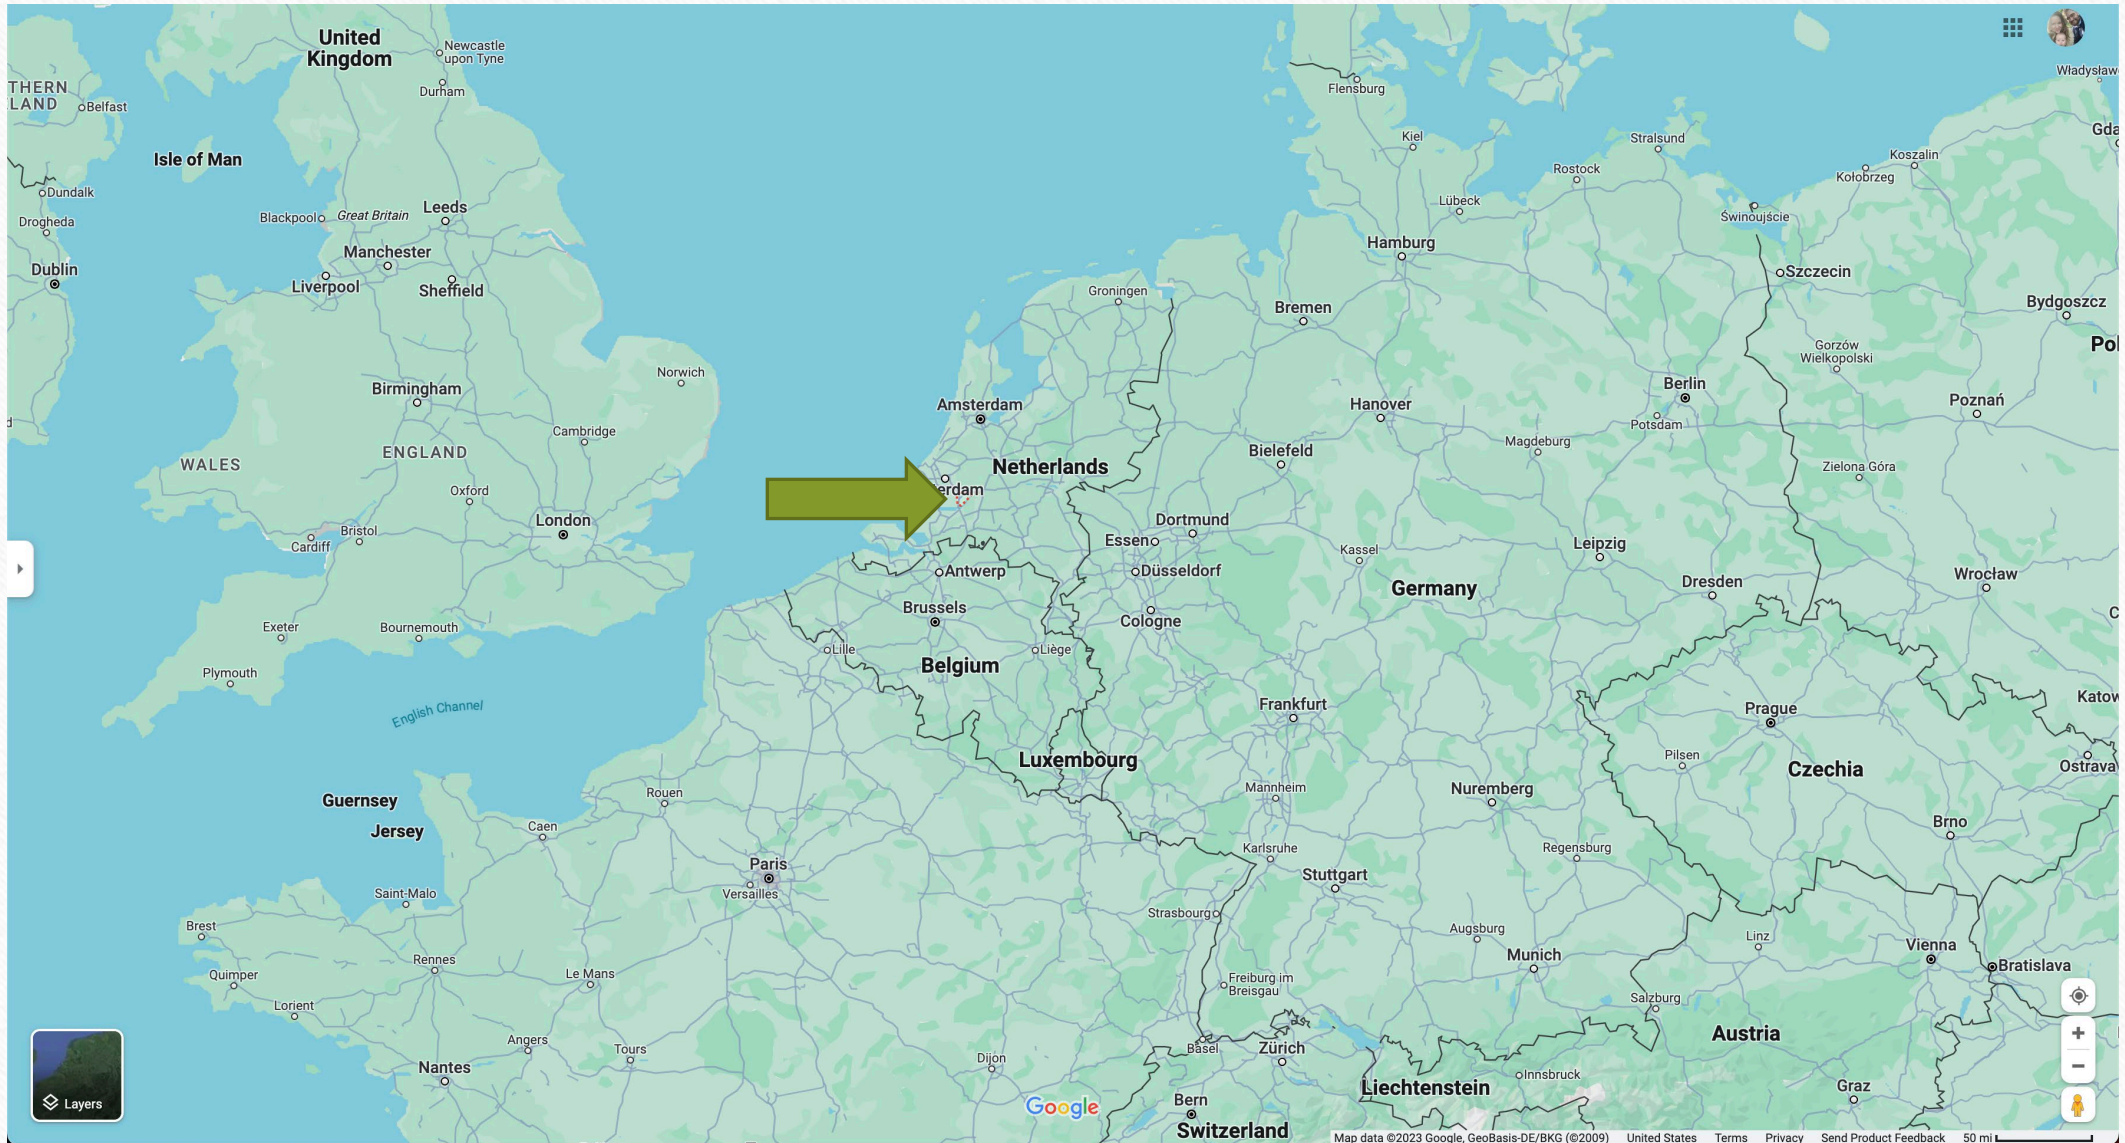 United
Kingdom
Newcastle
upon Tyne
Durham
THERN
LAND
Belfast
Isle of Man
Dundalk
Drogheda
Dublin
Blackpool
Great Britain
Leeds
Manchester
Liverpool
Sheffield
Norwich
Birmingham
Cambridge
WALES
ENGLAND
Oxford
London
Bristol
Cardiff
Exeter
Bournemouth
Plymouth
English Channel
Guernsey
Jersey
Flensburg
Kiel
Lübeck
Rostock
Stralsund
Świnoujście
Kołobrzeg
Koszalin
Władysław
Gda
Hamburg
Bremen
Groningen
Szczecin
Bydgoszcz
Pol
Gorzów
Wielkopolski
Amsterdam
Netherlands
erdam
Hanover
Berlin
Potsdam
Magdeburg
Bielefeld
Poznań
Zielona Góra
Dortmund
Essen
Düsseldorf
Cologne
Kassel
Leipzig
Dresden
Wrocław
Germany
Antwerp
Brussels
Lille
Liège
Belgium
Luxembourg
Frankfurt
Prague
Pilsen
Czechia
Katow
Ostrava
Brno
Mannheim
Nuremberg
Karlsruhe
Regensburg
Stuttgart
Strasbourg
Augsburg
Munich
Linz
Vienna
Bratislava
Freiburg im
Breisgau
Salzburg
Austria
Rouen
Caen
Paris
Versailles
Saint-Malo
Brest
Quimper
Rennes
Le Mans
Lorient
Angers
Tours
Nantes
Dijon
Basel
Zürich
Liechtenstein
Innsbruck
Graz
Bern
Switzerland
Layers
Google
Map data ©2023 Google, GeoBasis-DE/BKG (©2009) United States Terms Privacy Send Product Feedback 50 mi